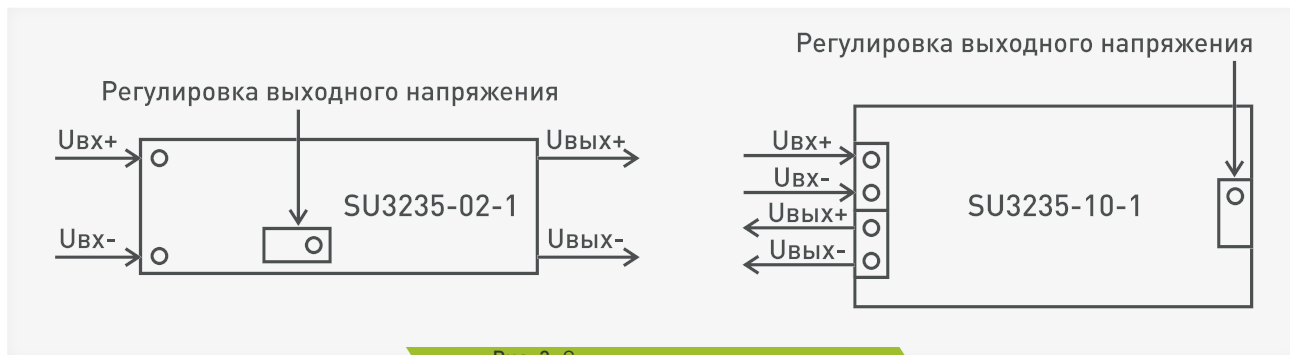 Регулировка выходного напряжения
Uвх+
Uвх-
SU3235-02-1
Uвых+
Uвых-
Регулировка выходного напряжения
Uвх+
Uвх-
Uвых+
Uвых-
SU3235-10-1